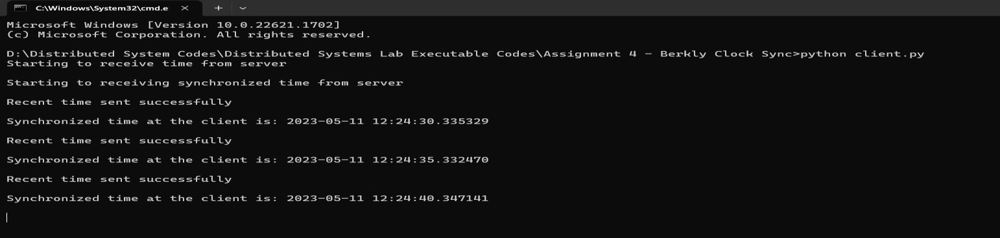 C:\Windows\System32\cmd.e
Microsoft Windows [Version 10.0.22621.1702]
(c) Microsoft Corporation. All rights reserved.
D:\Distributed System Codes\Distributed Systems Lab Executable Codes\Assignment 4 - Berkly Clock Sync>python client.py
Starting to receive time from server
Starting to receiving synchronized time from server
Recent time sent successfully
Synchronized time at the client is: 2023-05-11 12:24:30.335329
Recent time sent successfully
Synchronized time at the client is: 2023-05-11 12:24:35.332470
Recent time sent successfully
Synchronized time at the client is: 2023-05-11 12:24:40.347141